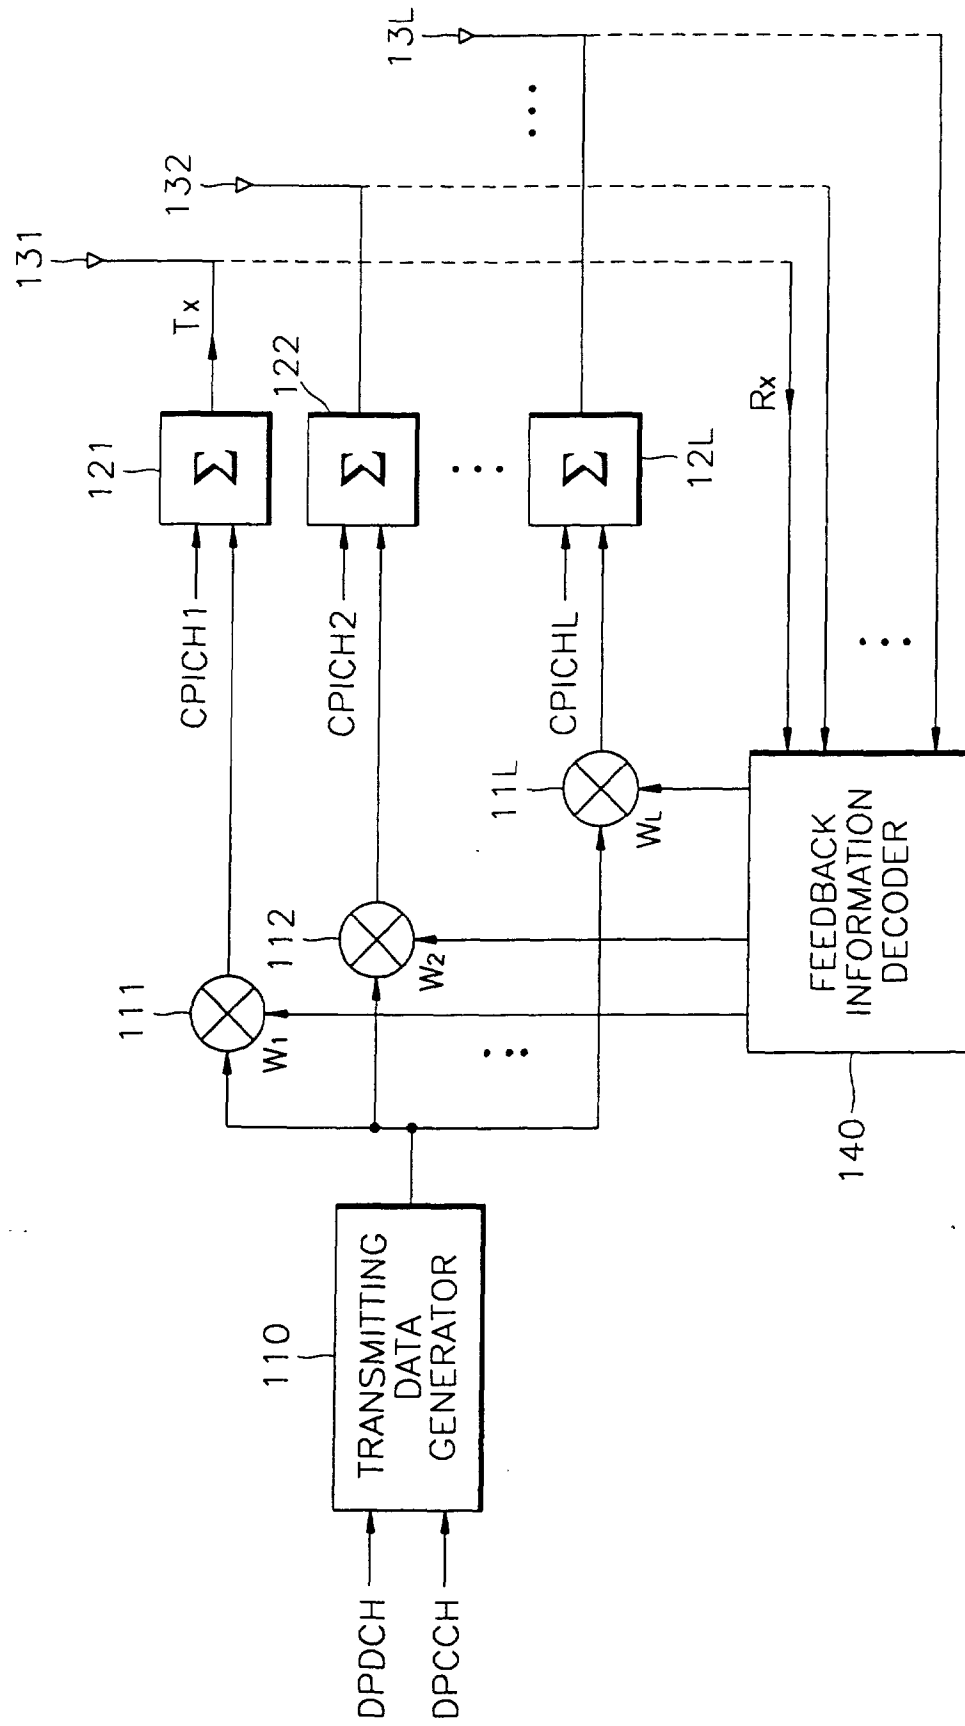 DPDCH
DPCCH
110
TRANSMITTING
DATA
GENERATOR
111
W1
112
W2
11L
WL
CPICH1
CPICH2
CPICHL
121
Σ
122
Σ
12L
Σ
Tx
131
132
13L
Rx
140
FEEDBACK
INFORMATION
DECODER